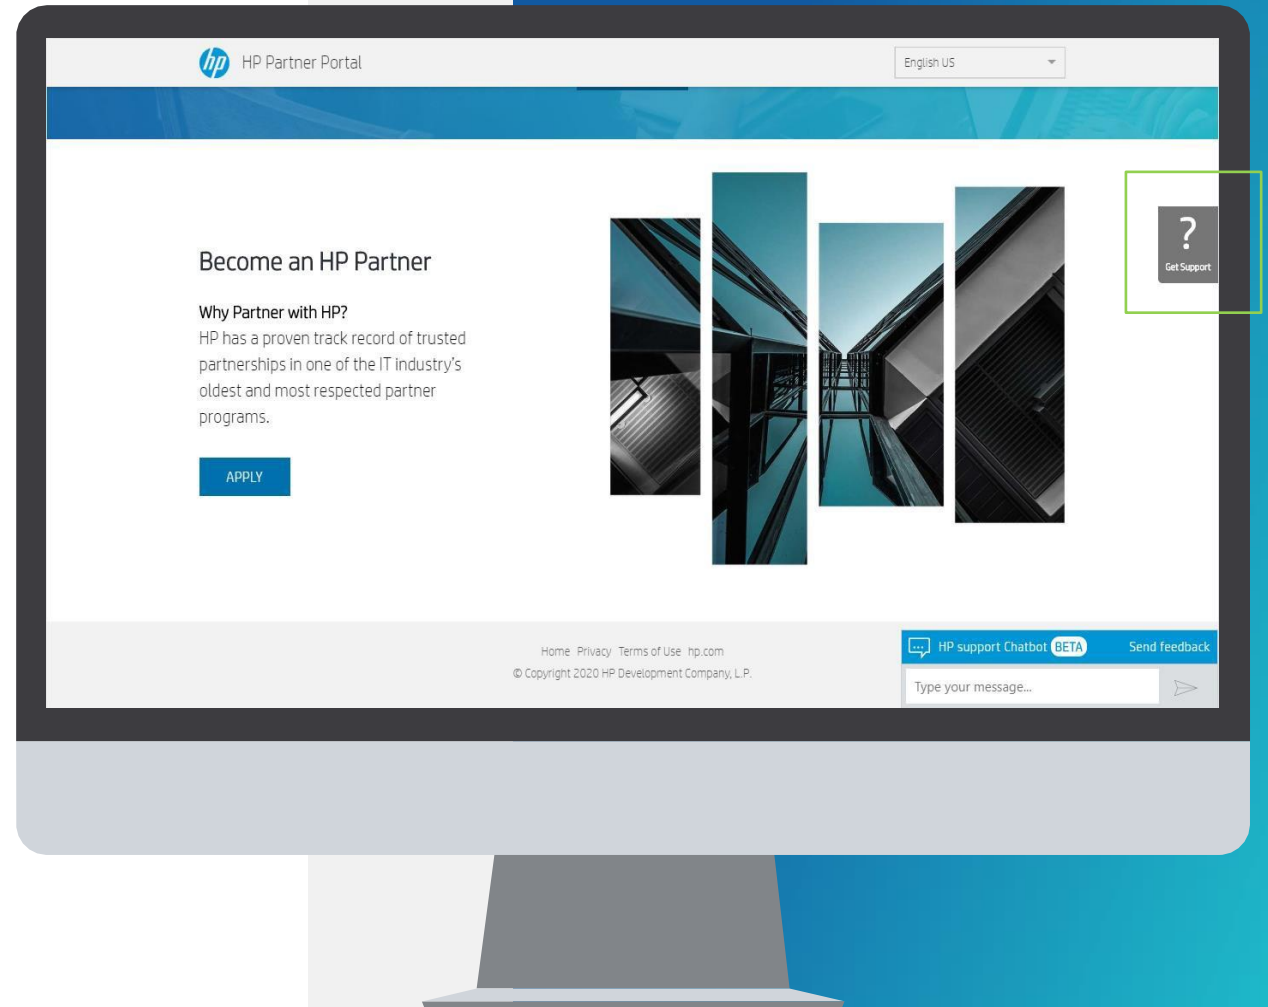 hp HP Partner Portal
English US
?
Get Support
Become an HP Partner
Why Partner with HP?
HP has a proven track record of trusted
partnerships in one of the IT industry's
oldest and most respected partner
programs.
APPLY
Home Privacy Terms of Use hp.com
© Copyright 2020 HP Development Company, L.P.
HP support Chatbot BETA Send feedback
Type your message...